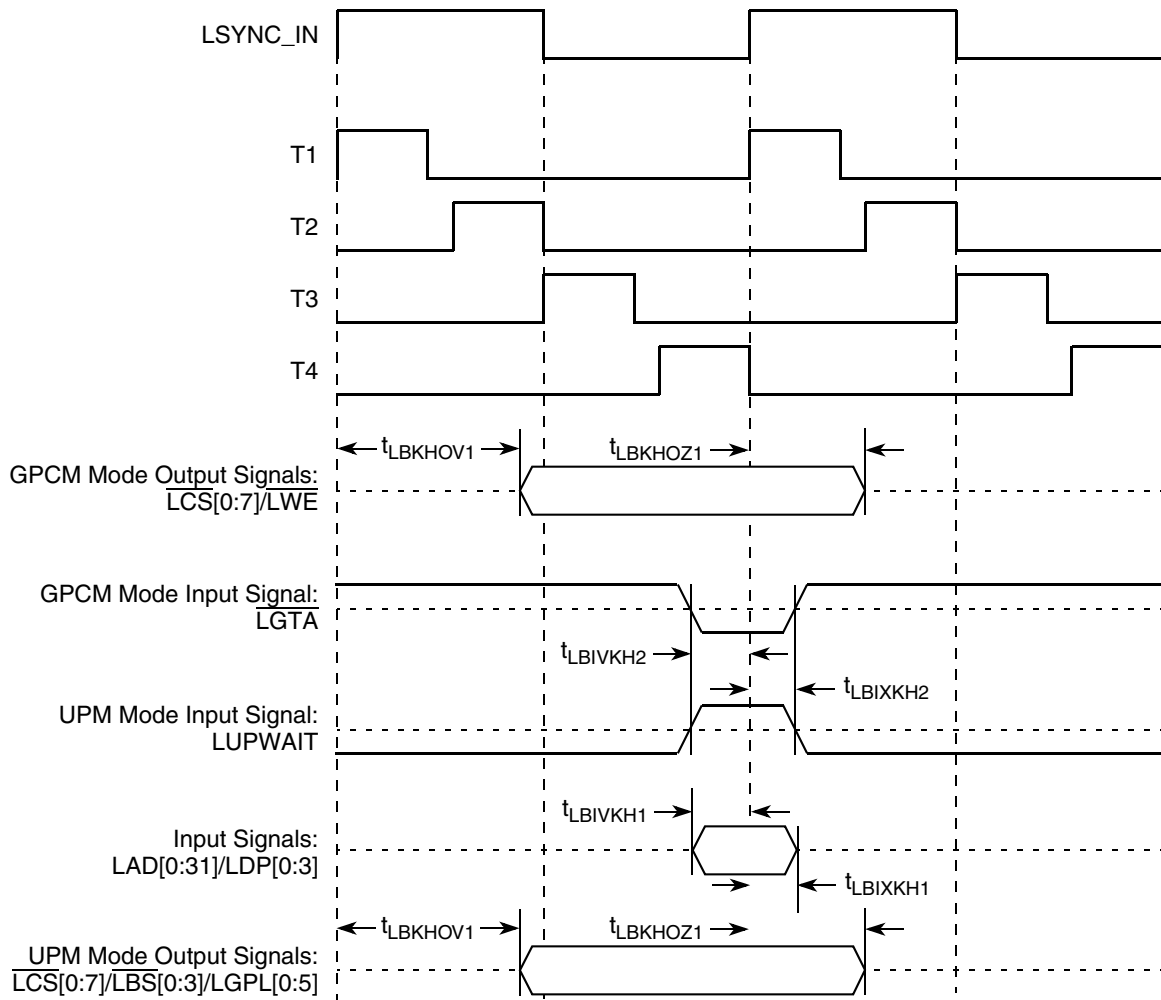 LSYNC_IN
T1
T2
T3
T4
tLBKHOV1
tLBKHOZ1
GPCM Mode Output Signals:
LCS[0:7]/LWE
GPCM Mode Input Signal:
LGTA
tLBIVKH2
tLBIXKH2
UPM Mode Input Signal:
LUPWAIT
tLBIVKH1
Input Signals:
LAD[0:31]/LDP[0:3]
tLBIXKH1
tLBKHOV1
tLBKHOZ1
UPM Mode Output Signals:
LCS[0:7]/LBS[0:3]/LGPL[0:5]